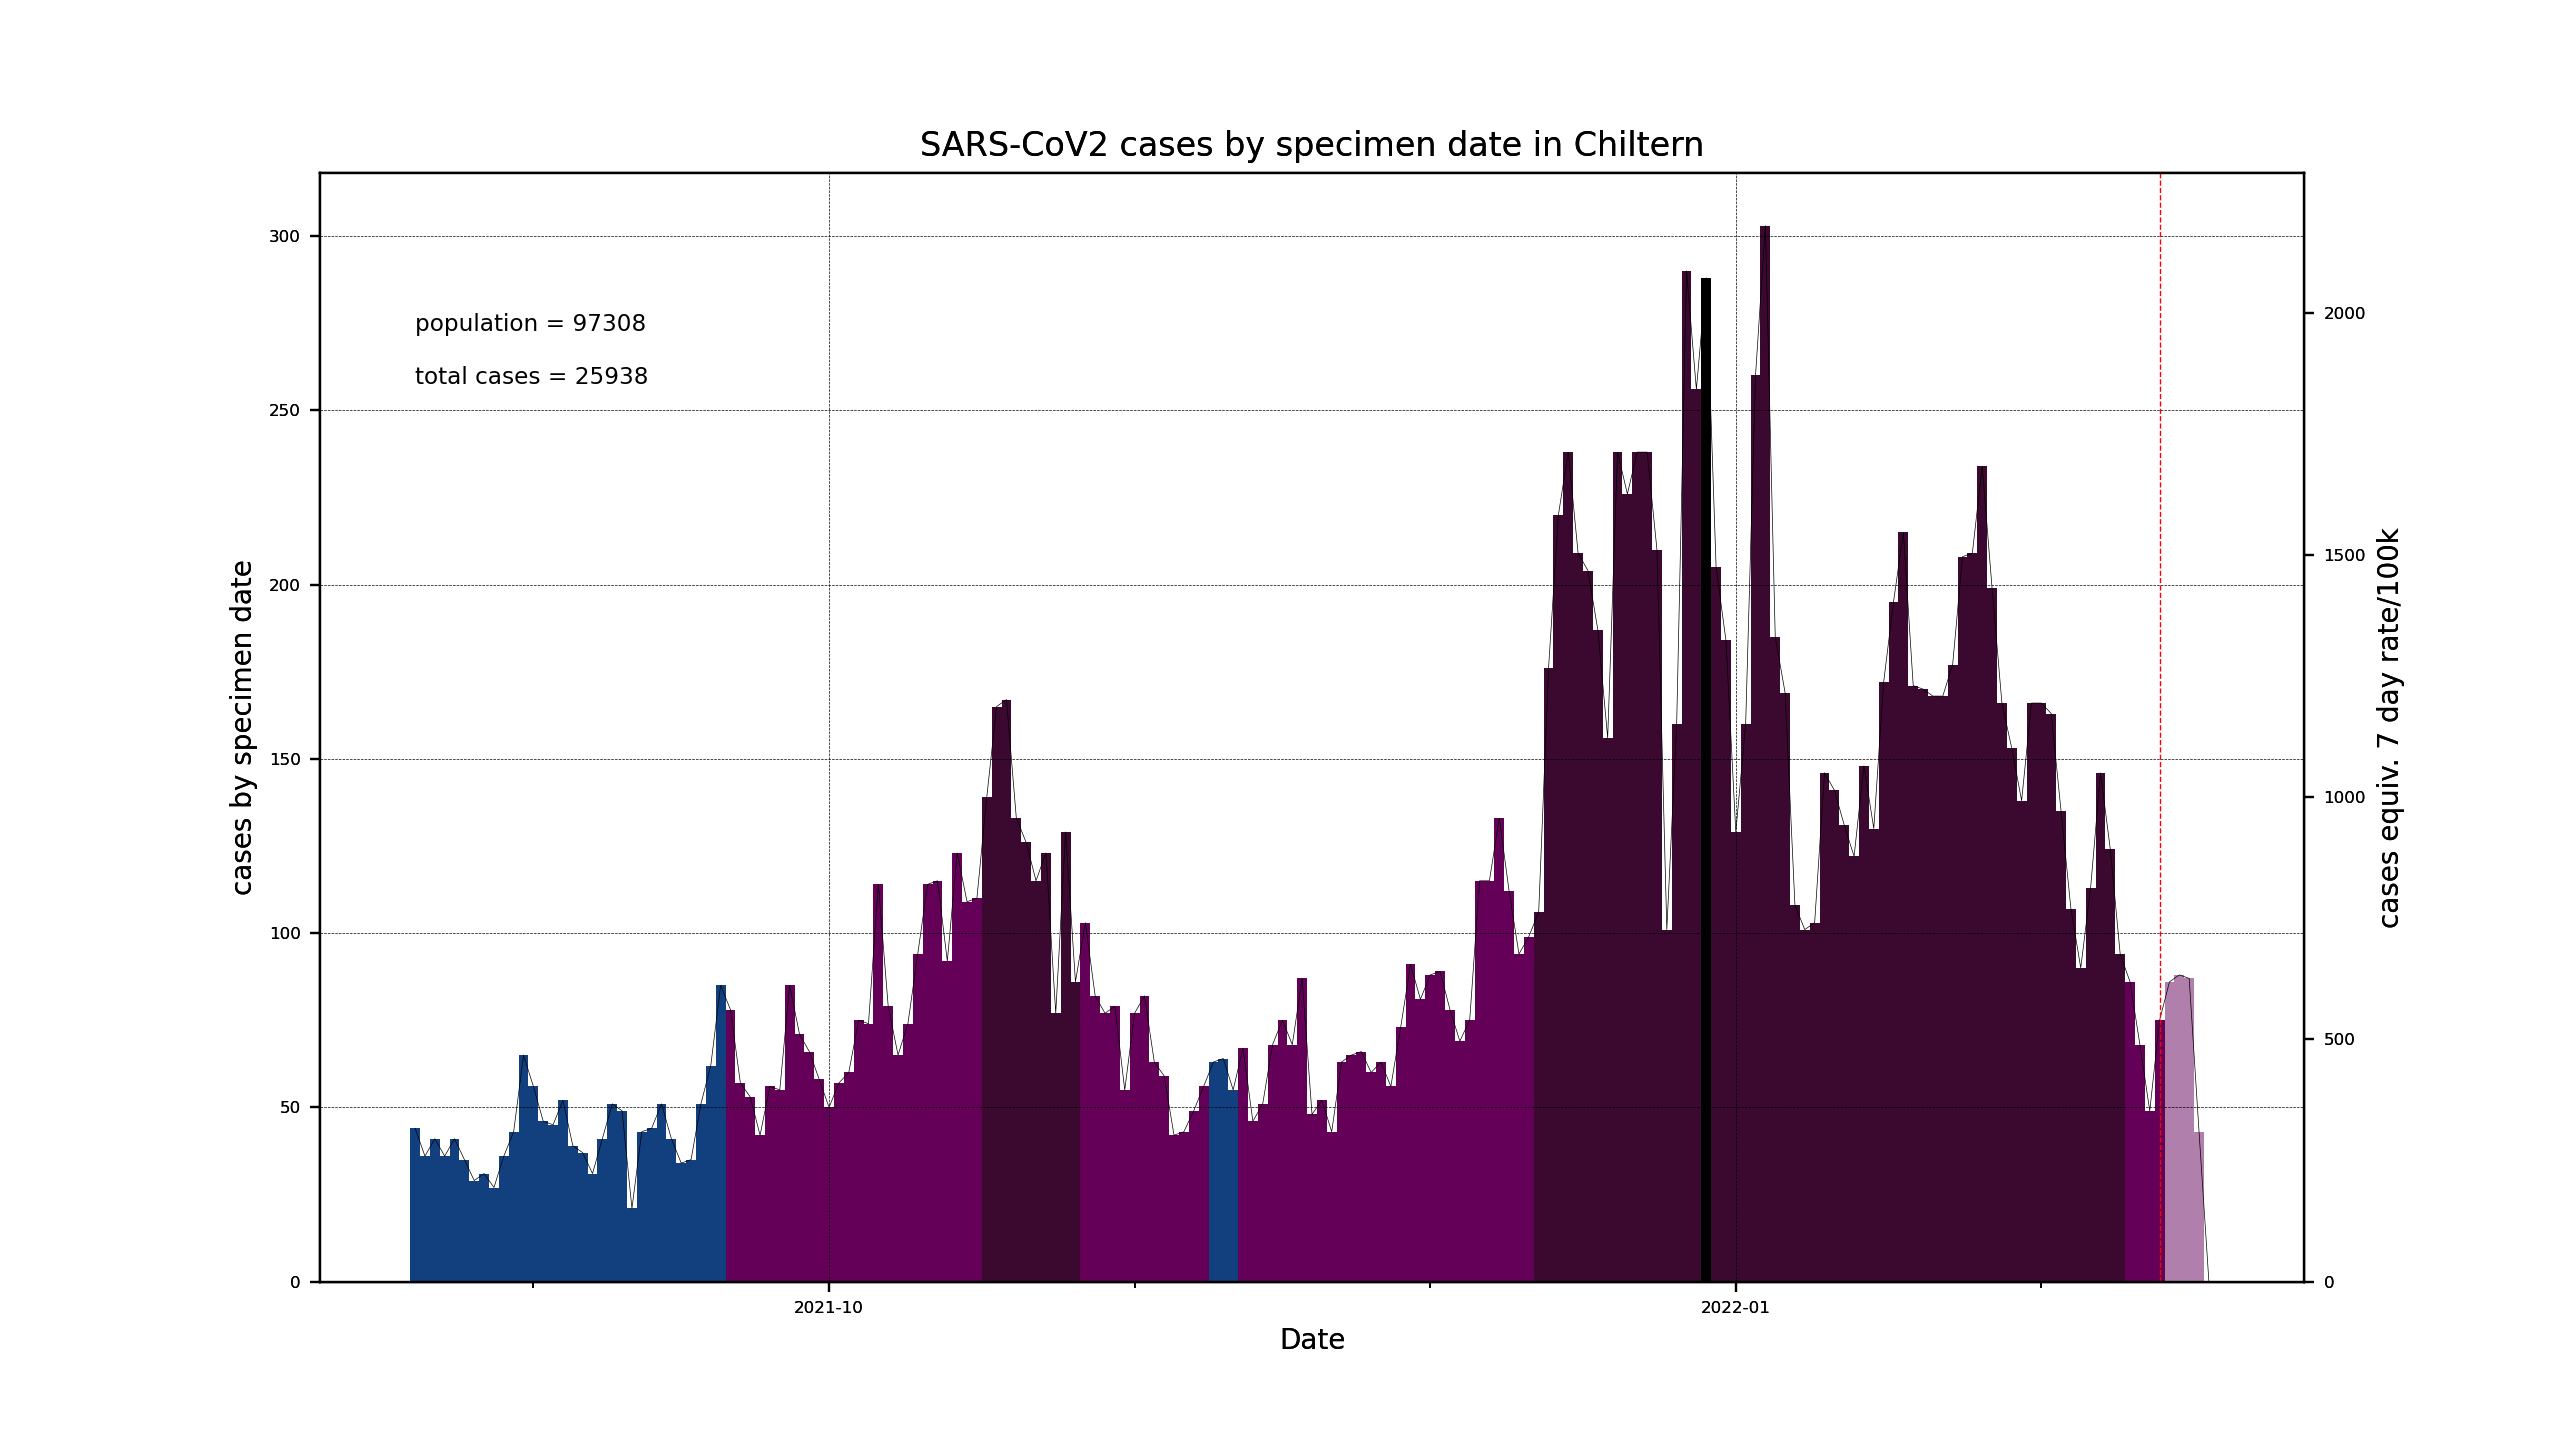 SARS-CoV2 cases by specimen date in Chiltern
population = 97308
total cases = 25938
cases by specimen date
300
250
200
150
100
50
0
2000
1500
1000
500
0
cases equiv. 7 day rate/100k
2021-10
2022-01
Date